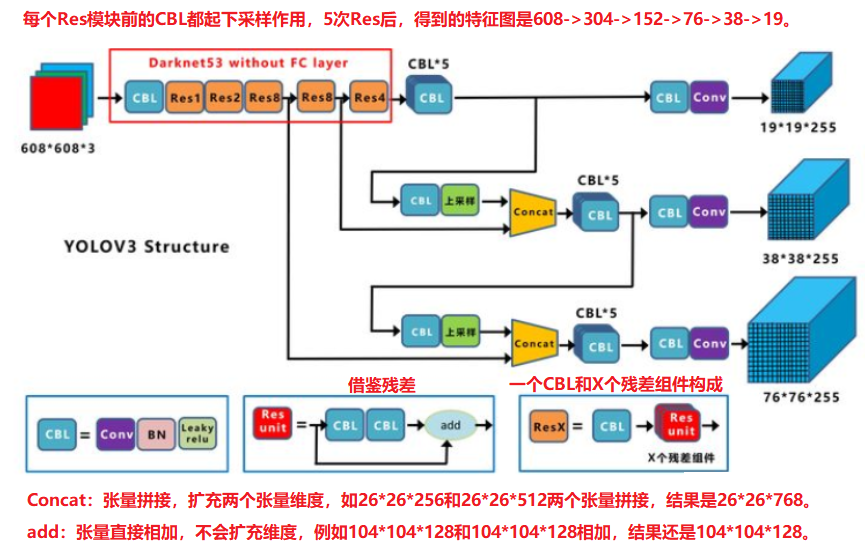 每个Res模块前的CBL都起下采样作用，5次Res后，得到的特征图是608->304->152->76->38->19。
Darknet53 without FC layer
CBL*5
CBL Res1 Res2 Res8 Res8 Res4 CBL CBL Conv
608*608*3
19*19*255
CBL*5
CBL 上采样 Concat CBL CBL Conv
YOLOV3 Structure
38*38*255
CBL*5
CBL 上采样 Concat CBL CBL Conv
76*76*255
借鉴残差
一个CBL和X个残差组件构成
CBL = Conv BN Leaky relu
Res unit = CBL CBL add
ResX = CBL Res unit
X个残差组件
Concat：张量拼接，扩充两个张量维度，如26*26*256和26*26*512两个张量拼接，结果是26*26*768。
add：张量直接相加，不会扩充维度，例如104*104*128和104*104*128相加，结果还是104*104*128。